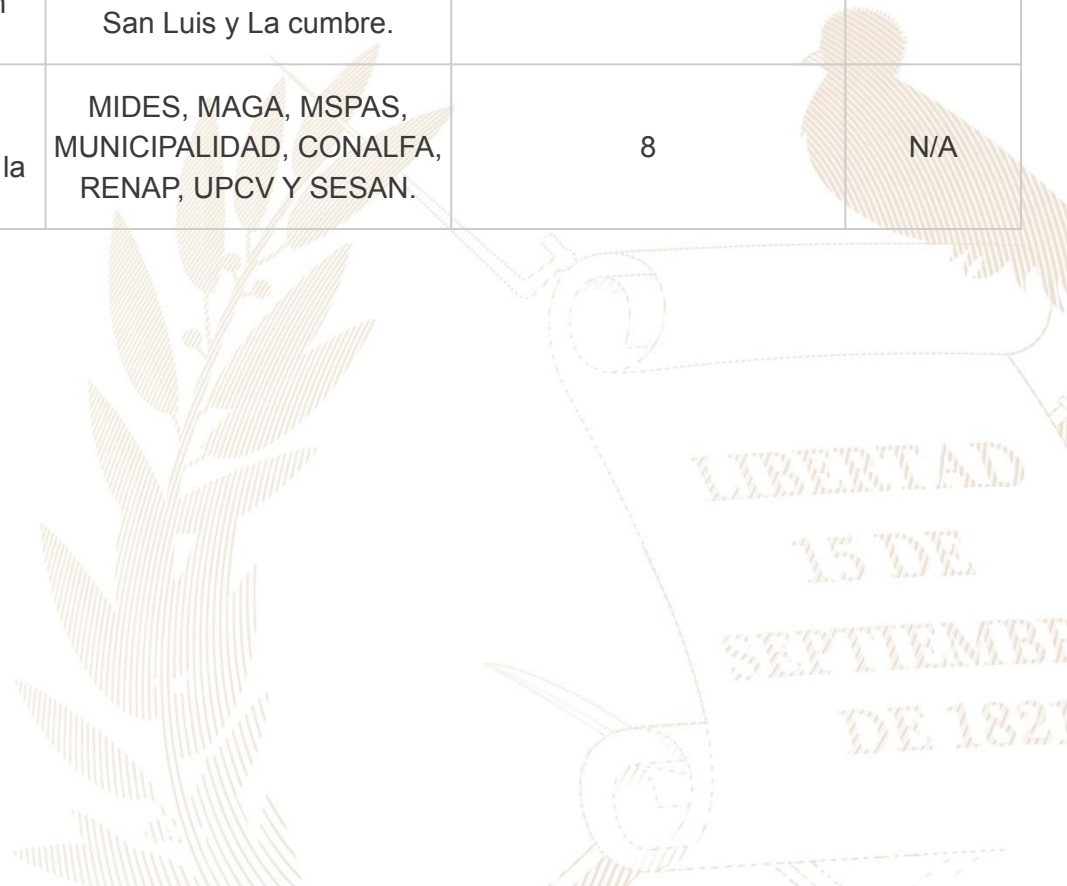 San Luis y La cumbre.
la
MIDES, MAGA, MSPAS,
MUNICIPALIDAD, CONALFA,
RENAP, UPCV Y SESAN.
8
N/A
LIBERTAD
15 DE
SEPTIEMBR
DE 1821